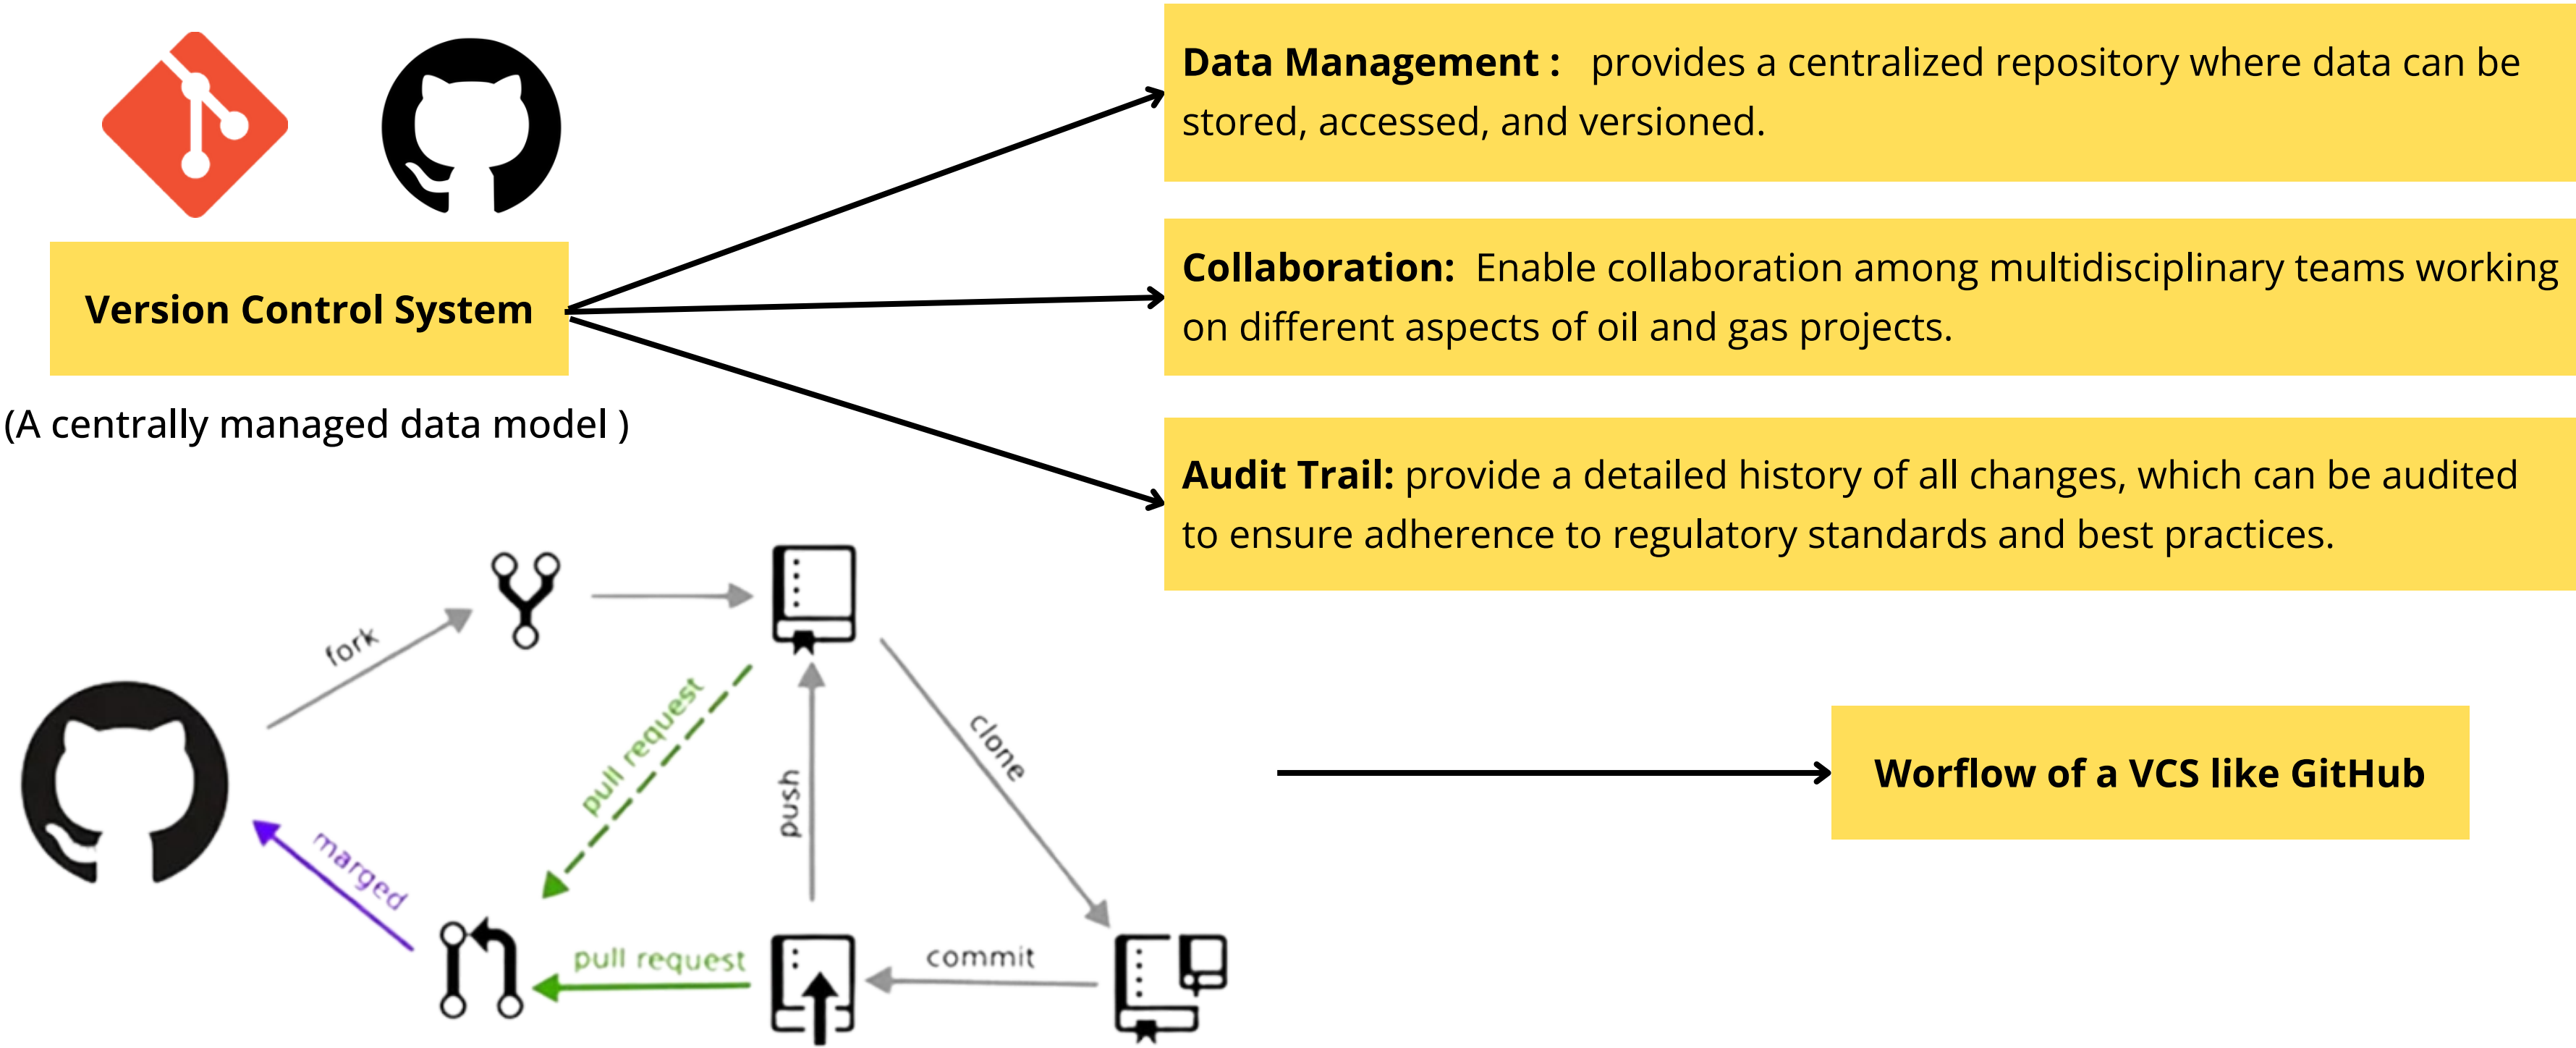 Data Management :   provides a centralized repository where data can be
stored, accessed, and versioned.
Version Control System
(A centrally managed data model )
Collaboration:  Enable collaboration among multidisciplinary teams working
on different aspects of oil and gas projects.
Audit Trail: provide a detailed history of all changes, which can be audited
to ensure adherence to regulatory standards and best practices.
fork
pull request
push
clone
marged
pull request
commit
Worflow of a VCS like GitHub